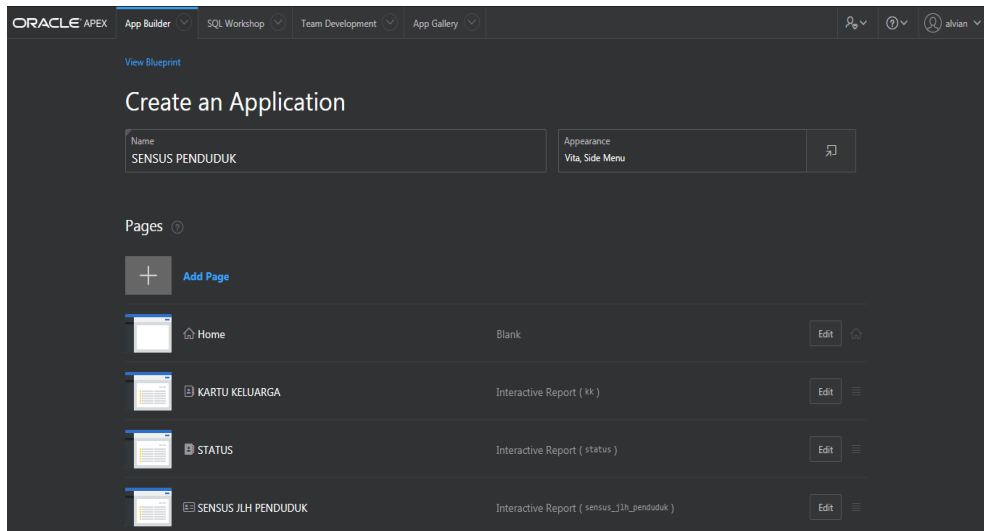 ORACLE APEX App Builder SQL Workshop Team Development App Gallery alvian
View Blueprint
Create an Application
Name
SENSUS PENDUDUK
Appearance
Vita, Side Menu
Pages
Add Page
Home Blank Edit
KARTU KELUARGA Interactive Report ( kk ) Edit
STATUS Interactive Report ( status ) Edit
SENSUS JLH PENDUDUK Interactive Report ( sensus_jlh_penduduk ) Edit